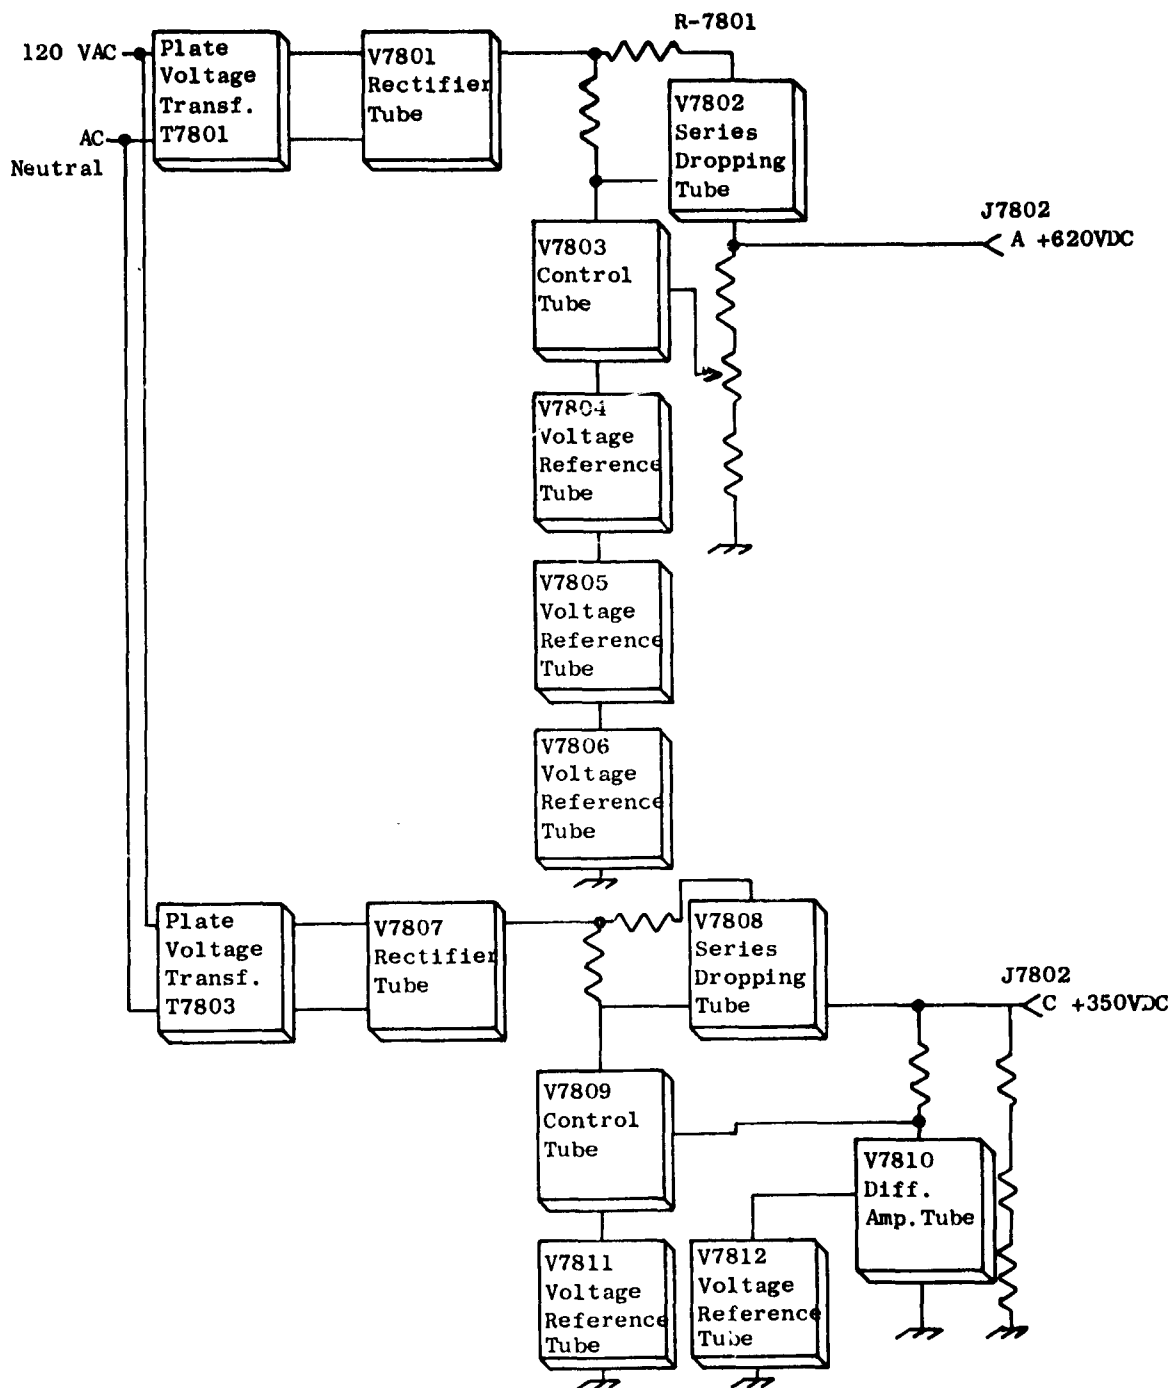 R-7801
120 VAC
AC
Neutral
Plate
Voltage
Transf.
T7801
V7801
Rectifier
Tube
V7802
Series
Dropping
Tube
J7802
A +620VDC
V7803
Control
Tube
V7804
Voltage
Reference
Tube
V7805
Voltage
Reference
Tube
V7806
Voltage
Reference
Tube
Plate
Voltage
Transf.
T7803
V7807
Rectifier
Tube
V7808
Series
Dropping
Tube
J7802
C +350VDC
V7809
Control
Tube
V7810
Diff.
Amp.Tube
V7811
Voltage
Reference
Tube
V7812
Voltage
Reference
Tube